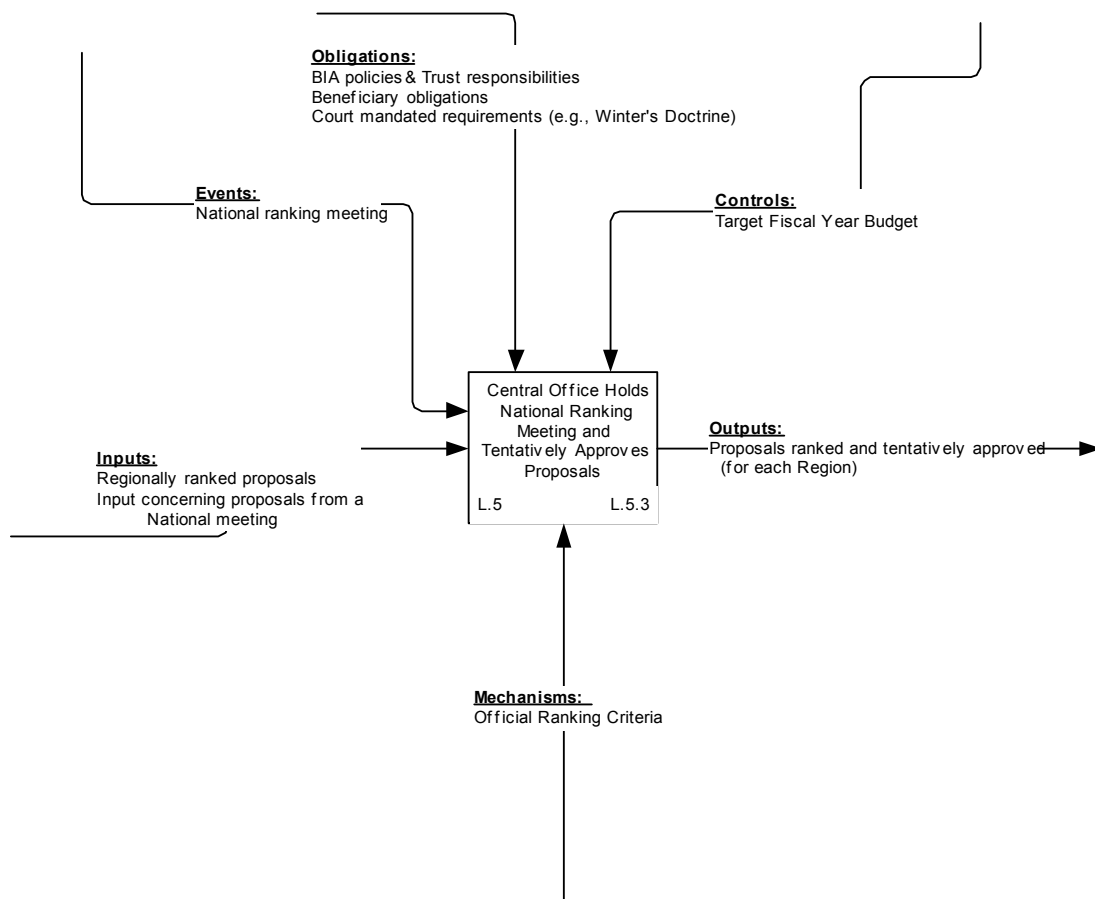 Obligations:
BIA policies & Trust responsibilities
Beneficiary obligations
Court mandated requirements (e.g., Winter's Doctrine)
Events:
National ranking meeting
Controls:
Target Fiscal Year Budget
Central Office Holds
National Ranking
Meeting and
Tentatively Approves
Proposals
L.5 L.5.3
Inputs:
Regionally ranked proposals
Input concerning proposals from a
National meeting
Outputs:
Proposals ranked and tentatively approved
(for each Region)
Mechanisms:
Official Ranking Criteria